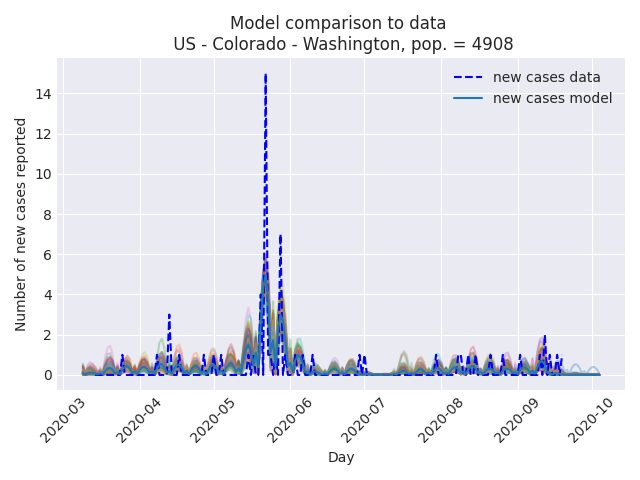 Model comparison to data
US - Colorado - Washington, pop. = 4908
new cases data
new cases model
Number of new cases reported
14
12
10
8
6
4
2
0
2020-03
2020-04
2020-05
2020-06
2020-07
2020-08
2020-09
2020-10
Day